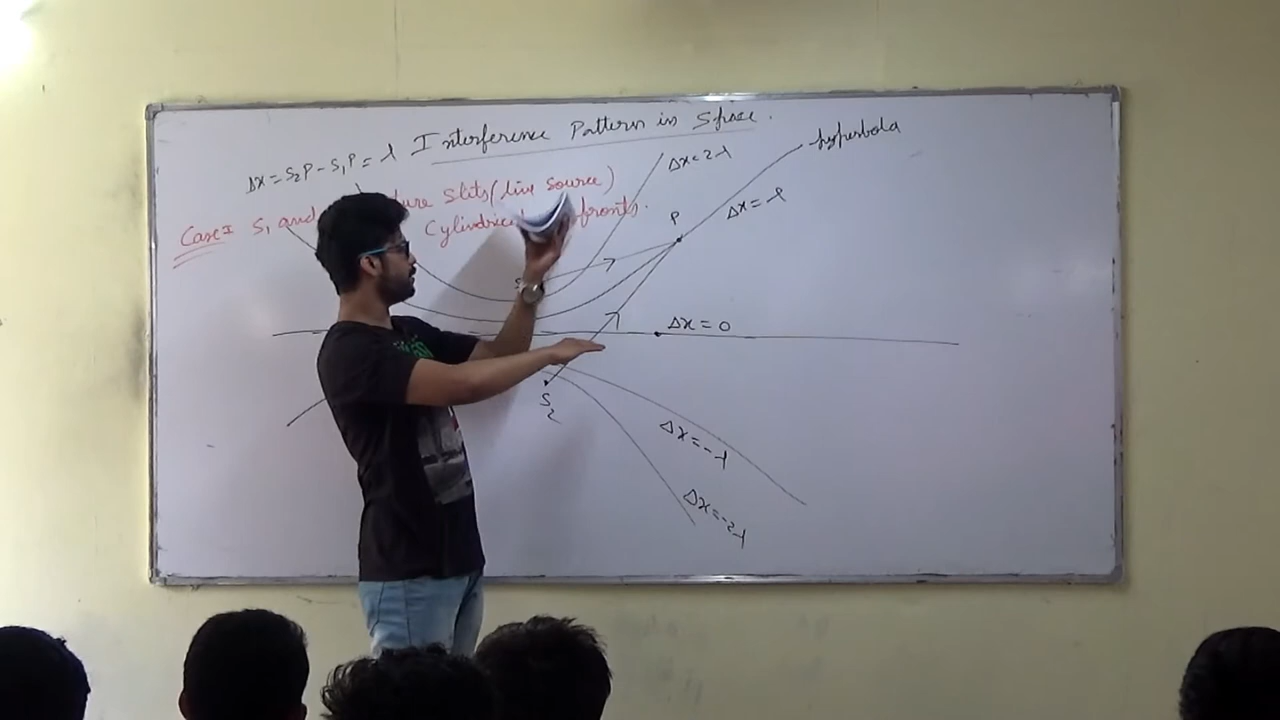 Interference Pattern in Space.
Δx = S₂P - S₁P = λ
Case I S₁ and Slits (line source)
Cylindrical fronts.
Δx = 2λ
hyperbola
P
Δx = λ
S
Δx = 0
S₂
Δx = -λ
Δx = -2λ